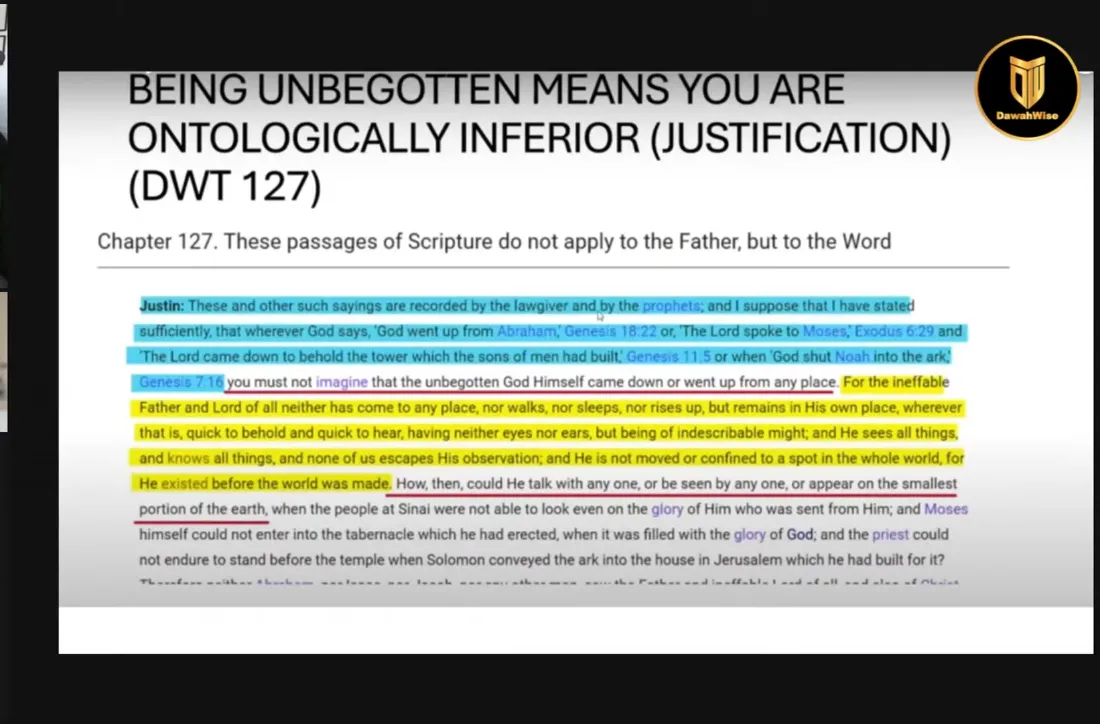 DawahWise
BEING UNBEGOTTEN MEANS YOU ARE
ONTOLOGICALLY INFERIOR (JUSTIFICATION)
(DWT 127)
Chapter 127. These passages of Scripture do not apply to the Father, but to the Word
Justin: These and other such sayings are recorded by the lawgiver and by the prophets; and I suppose that I have stated
sufficiently, that wherever God says, 'God went up from Abraham,' Genesis 18:22 or, 'The Lord spoke to Moses,' Exodus 6:29 and
'The Lord came down to behold the tower which the sons of men had built,' Genesis 11:5 or when 'God shut Noah into the ark,'
Genesis 7:16 you must not imagine that the unbegotten God Himself came down or went up from any place. For the ineffable
Father and Lord of all neither has come to any place, nor walks, nor sleeps, nor rises up, but remains in His own place, wherever
that is, quick to behold and quick to hear, having neither eyes nor ears, but being of indescribable might; and He sees all things,
and knows all things, and none of us escapes His observation; and He is not moved or confined to a spot in the whole world, for
He existed before the world was made. How, then, could He talk with any one, or be seen by any one, or appear on the smallest
portion of the earth, when the people at Sinai were not able to look even on the glory of Him who was sent from Him; and Moses
himself could not enter into the tabernacle which he had erected, when it was filled with the glory of God; and the priest could
not endure to stand before the temple when Solomon conveyed the ark into the house in Jerusalem which he had built for it?